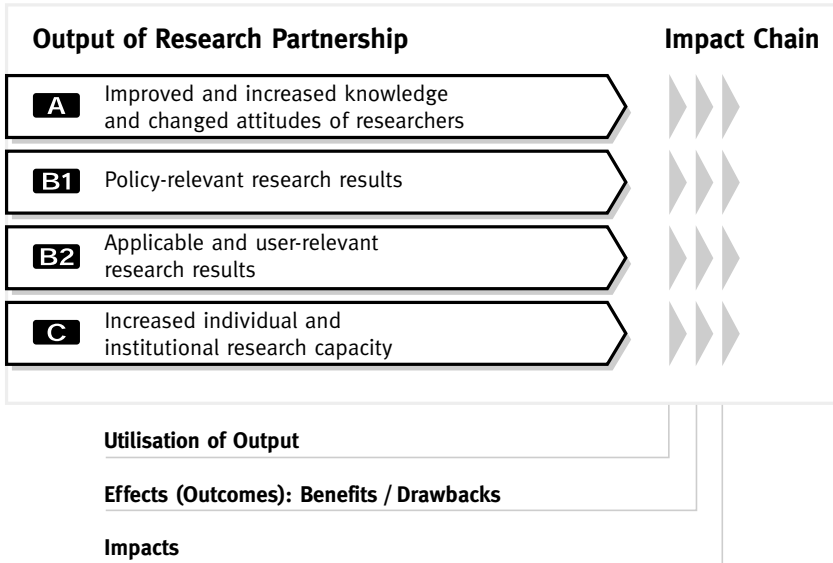 Output of Research Partnership
Impact Chain
A
Improved and increased knowledge
and changed attitudes of researchers
B1
Policy-relevant research results
B2
Applicable and user-relevant
research results
C
Increased individual and
institutional research capacity
Utilisation of Output
Effects (Outcomes): Benefits / Drawbacks
Impacts